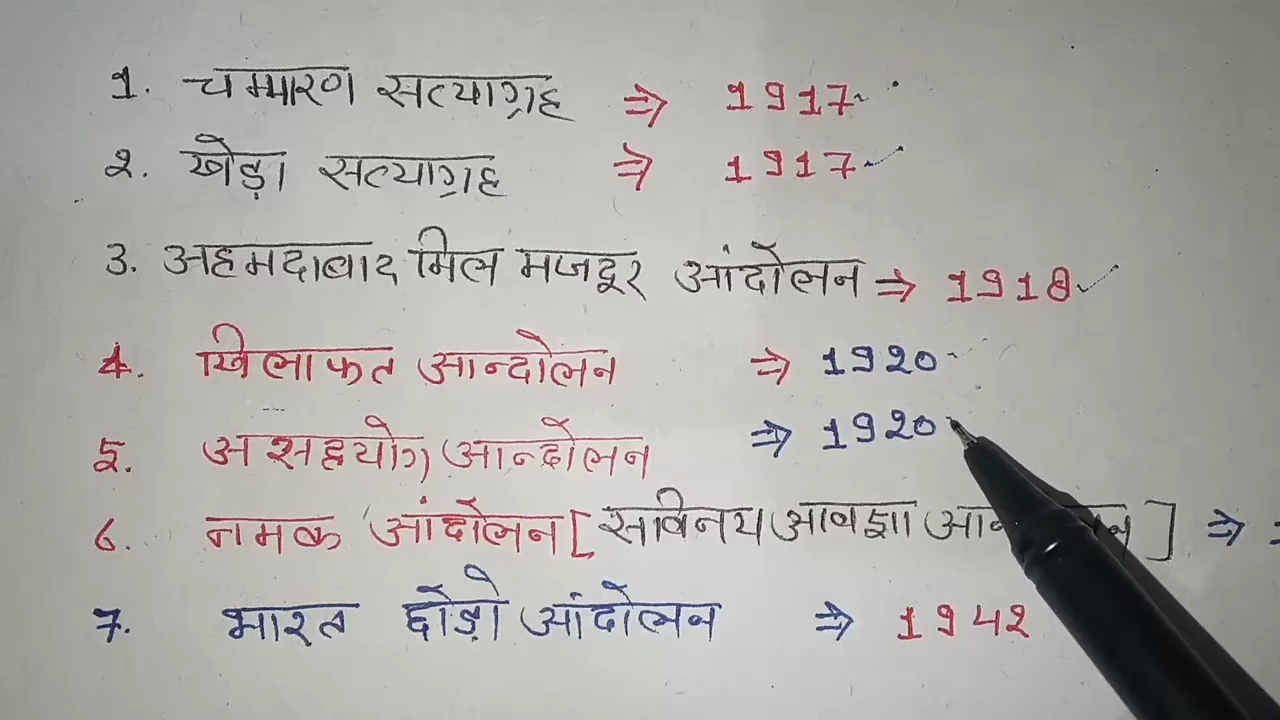 1. चम्पारण सत्याग्रह ⇒ 1917
2. खेड़ा सत्याग्रह ⇒ 1917
3. अहमदाबाद मिल मजदूर आंदोलन ⇒ 1918
4. खिलाफत आन्दोलन ⇒ 1920
5. असहयोग आन्दोलन ⇒ 1920
6. नमक आंदोलन [सविनय आवज्ञा ] ⇒
7. भारत छोड़ो आंदोलन ⇒ 1942